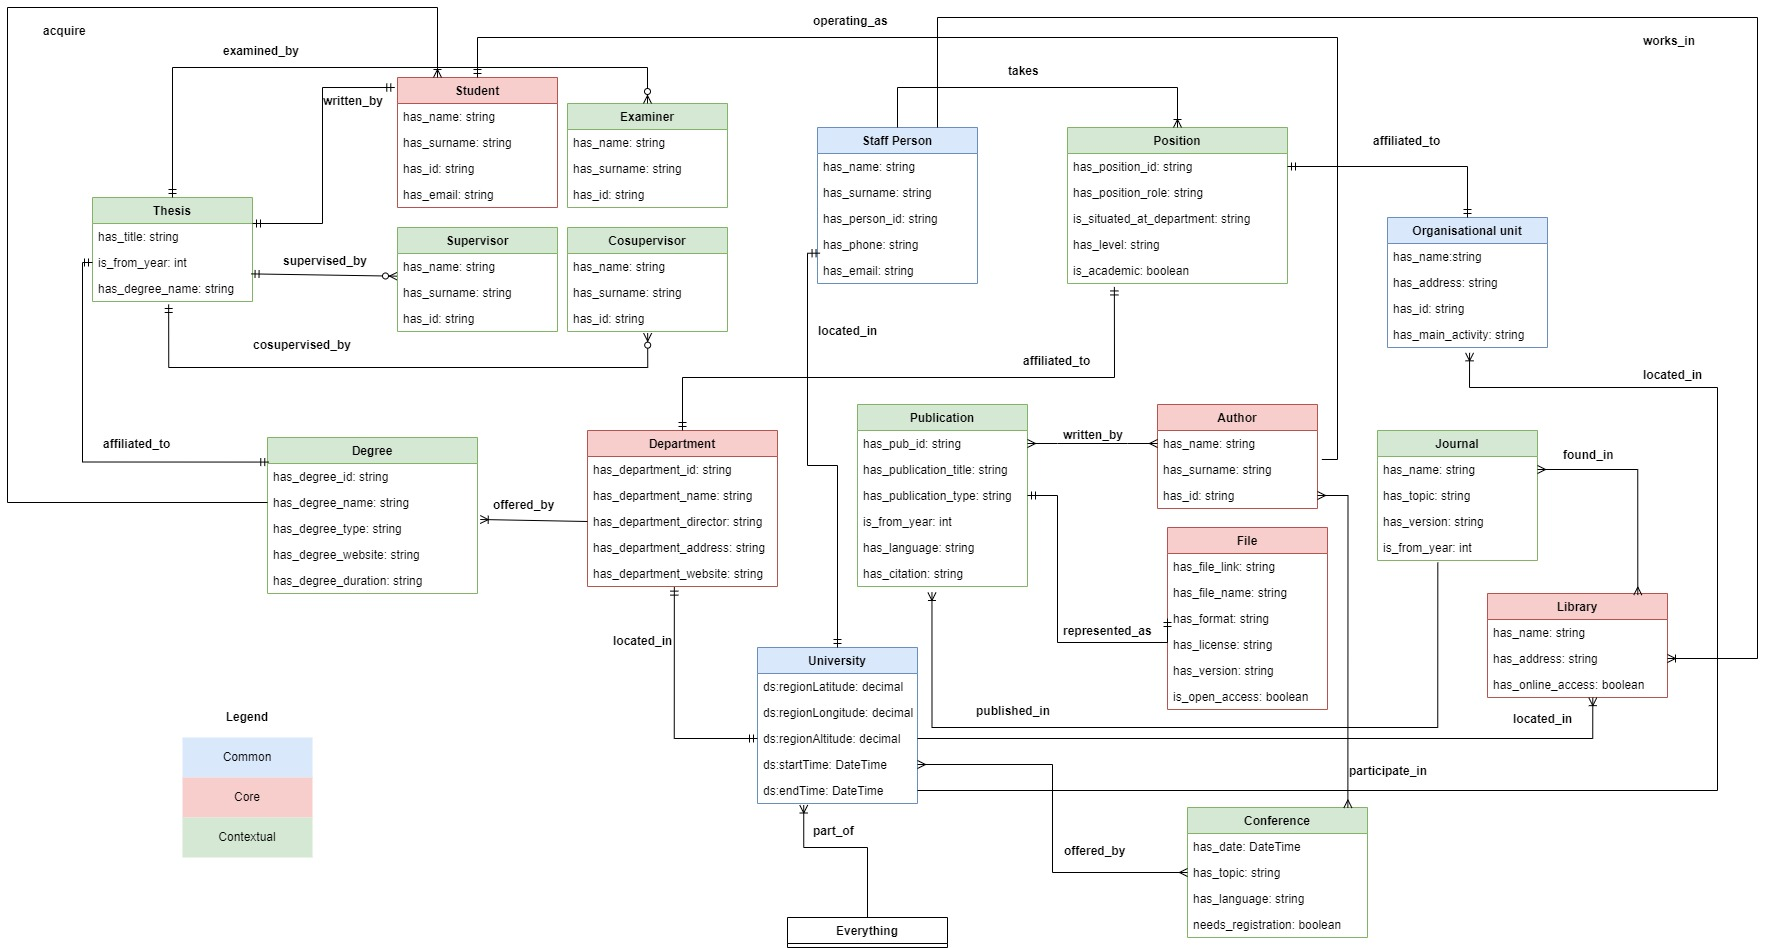 operating_as
acquire
works_in
examined_by
takes
written_by
Student
has_name: string
has_surname: string
has_id: string
has_email: string
Examiner
has_name: string
has_surname: string
has_id: string
Staff Person
has_name: string
has_surname: string
has_person_id: string
has_phone: string
has_email: string
Position
has_position_id: string
has_position_role: string
is_situated_at_department: string
has_level: string
is_academic: boolean
affiliated_to
Organisational unit
has_name:string
has_address: string
has_id: string
has_main_activity: string
Thesis
has_title: string
is_from_year: int
has_degree_name: string
supervised_by
Supervisor
has_name: string
has_surname: string
has_id: string
Cosupervisor
has_name: string
has_surname: string
has_id: string
cosupervised_by
located_in
affiliated_to
located_in
affiliated_to
Degree
has_degree_id: string
has_degree_name: string
has_degree_type: string
has_degree_website: string
has_degree_duration: string
offered_by
Department
has_department_id: string
has_department_name: string
has_department_director: string
has_department_address: string
has_department_website: string
Publication
has_pub_id: string
has_publication_title: string
has_publication_type: string
is_from_year: int
has_language: string
has_citation: string
written_by
Author
has_name: string
has_surname: string
has_id: string
Journal
has_name: string
has_topic: string
has_version: string
is_from_year: int
found_in
File
has_file_link: string
has_file_name: string
has_format: string
has_license: string
has_version: string
is_open_access: boolean
represented_as
Library
has_name: string
has_address: string
has_online_access: boolean
located_in
located_in
University
ds:regionLatitude: decimal
ds:regionLongitude: decimal
ds:regionAltitude: decimal
ds:startTime: DateTime
ds:endTime: DateTime
published_in
participate_in
Legend
Common
Core
Contextual
part_of
offered_by
Conference
has_date: DateTime
has_topic: string
has_language: string
needs_registration: boolean
Everything